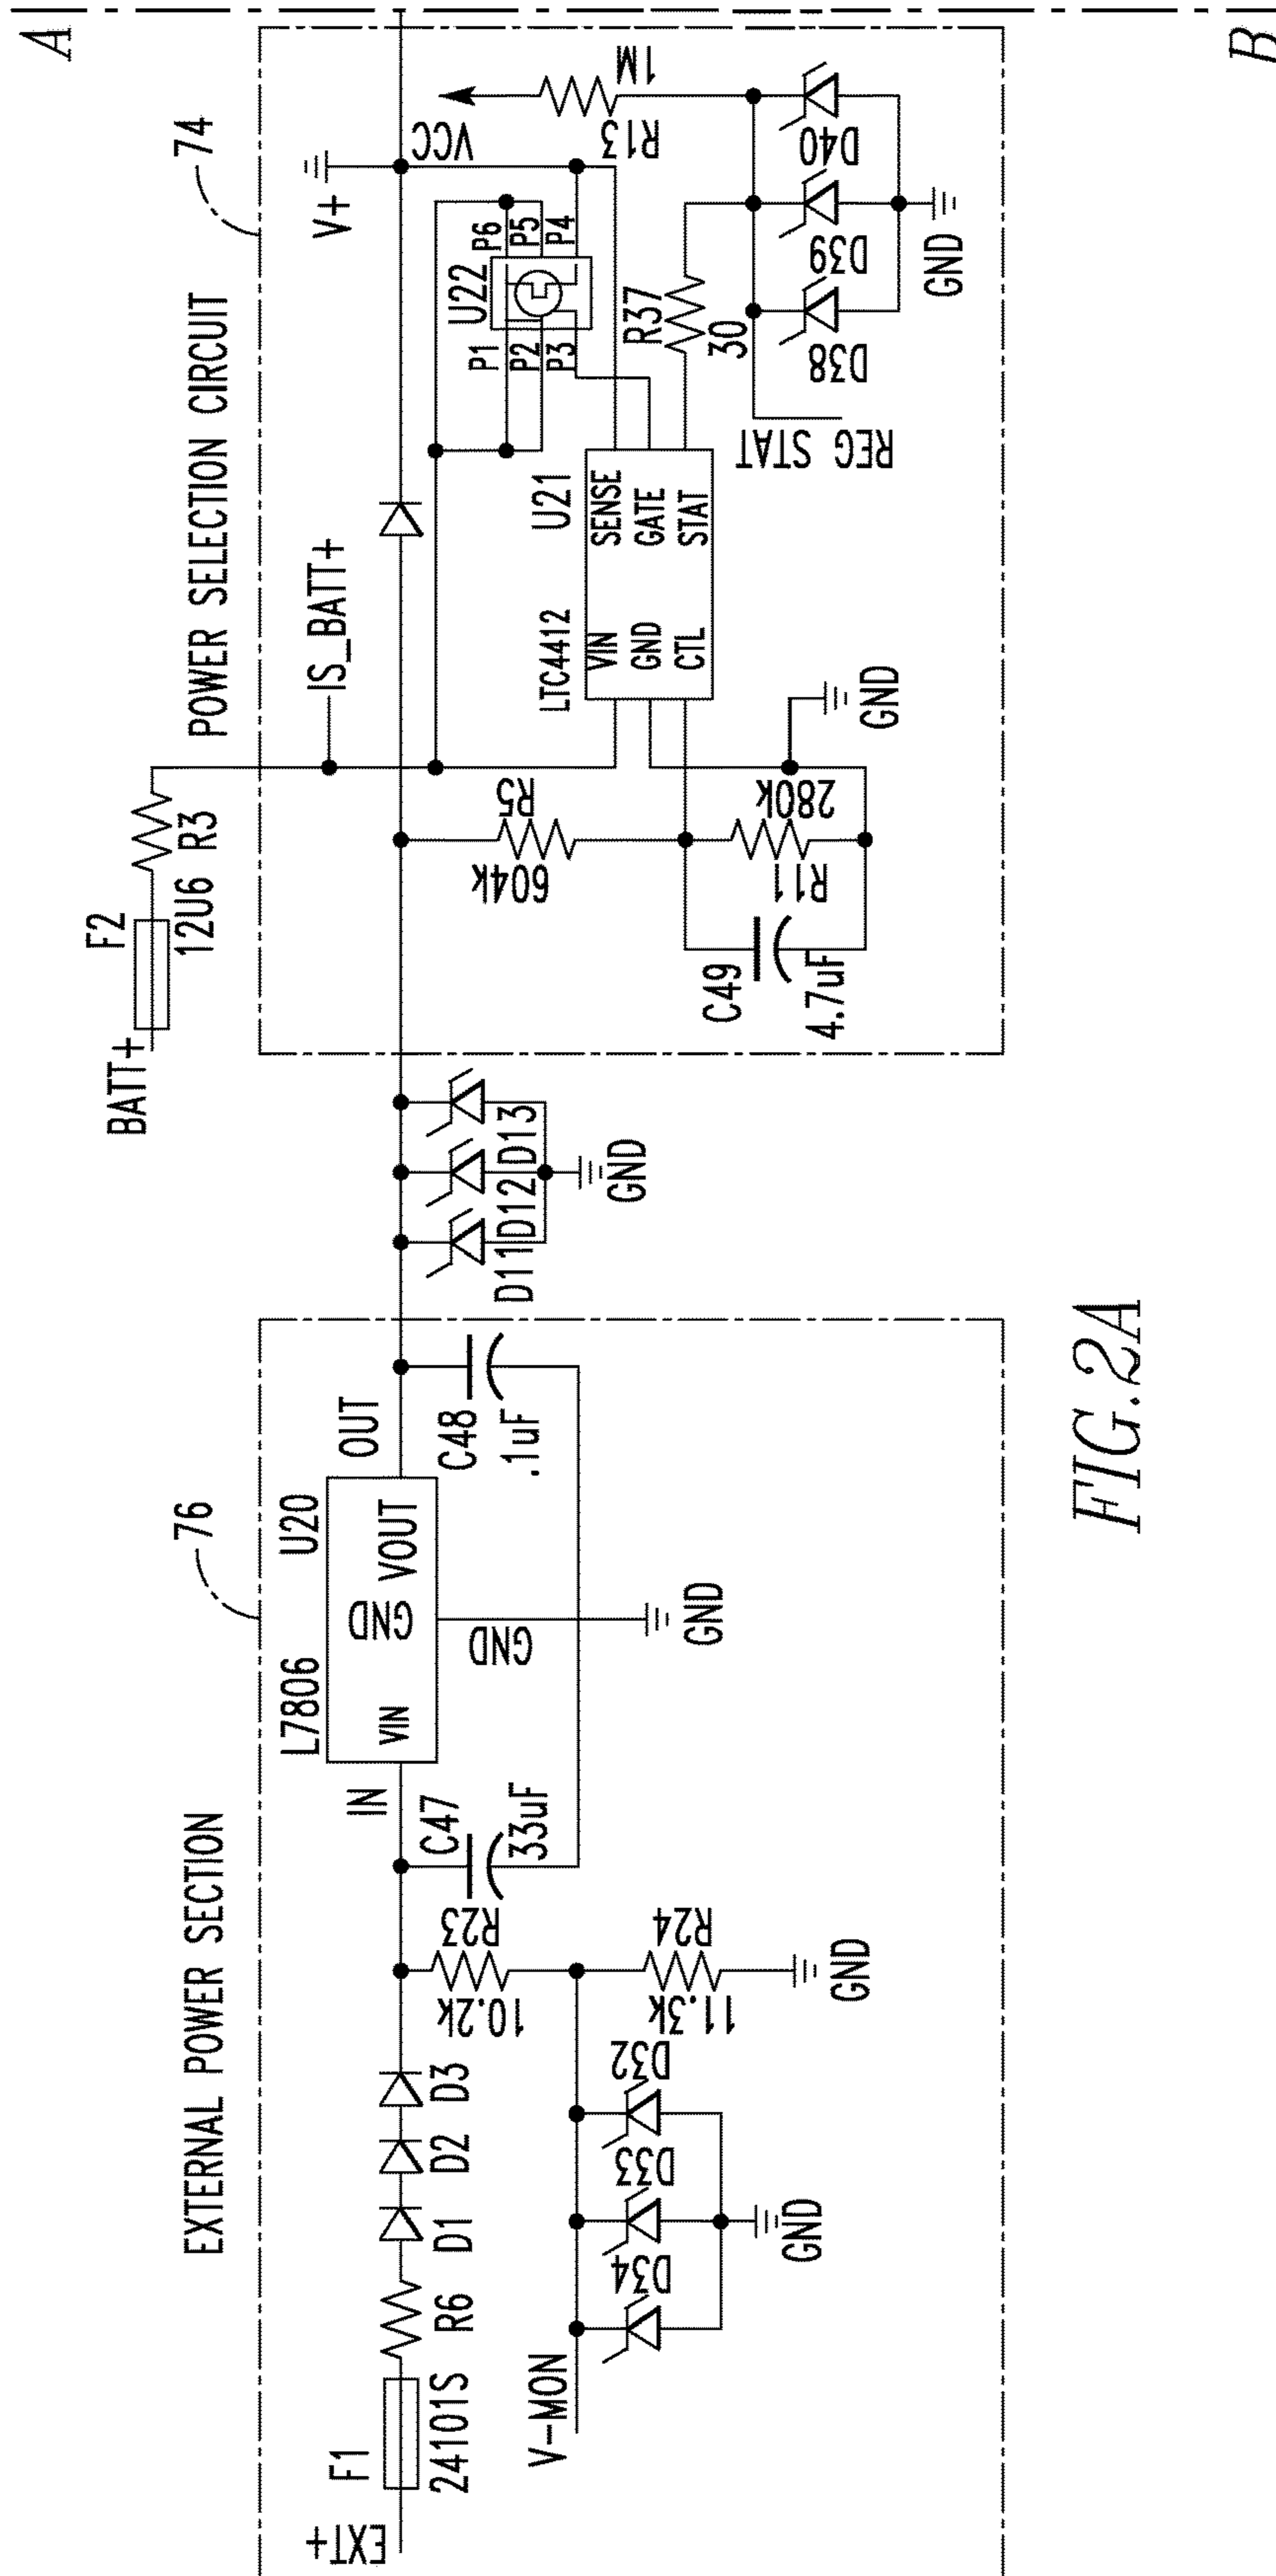 EXTERNAL POWER SECTION
76
EXT+
F1
24101S
R6
D1
D2
D3
V-MON
D34
D33
D32
GND
R23
10.2k
R24
11.3k
GND
C47
33uF
IN
L7806
U20
VIN
GND
VOUT
GND
GND
OUT
C48
.1uF
D11
D12
D13
GND
POWER SELECTION CIRCUIT
74
BATT+
F2
12U6
R3
IS_BATT+
R5
604k
R11
280k
C49
4.7uF
GND
LTC4412
U21
VIN
GND
CTL
SENSE
GATE
STAT
U22
P1
P2
P3
P6
P5
P4
V+
VCC
R37
30
R13
1M
REG STAT
D38
D39
D40
GND
A
B
FIG.2A